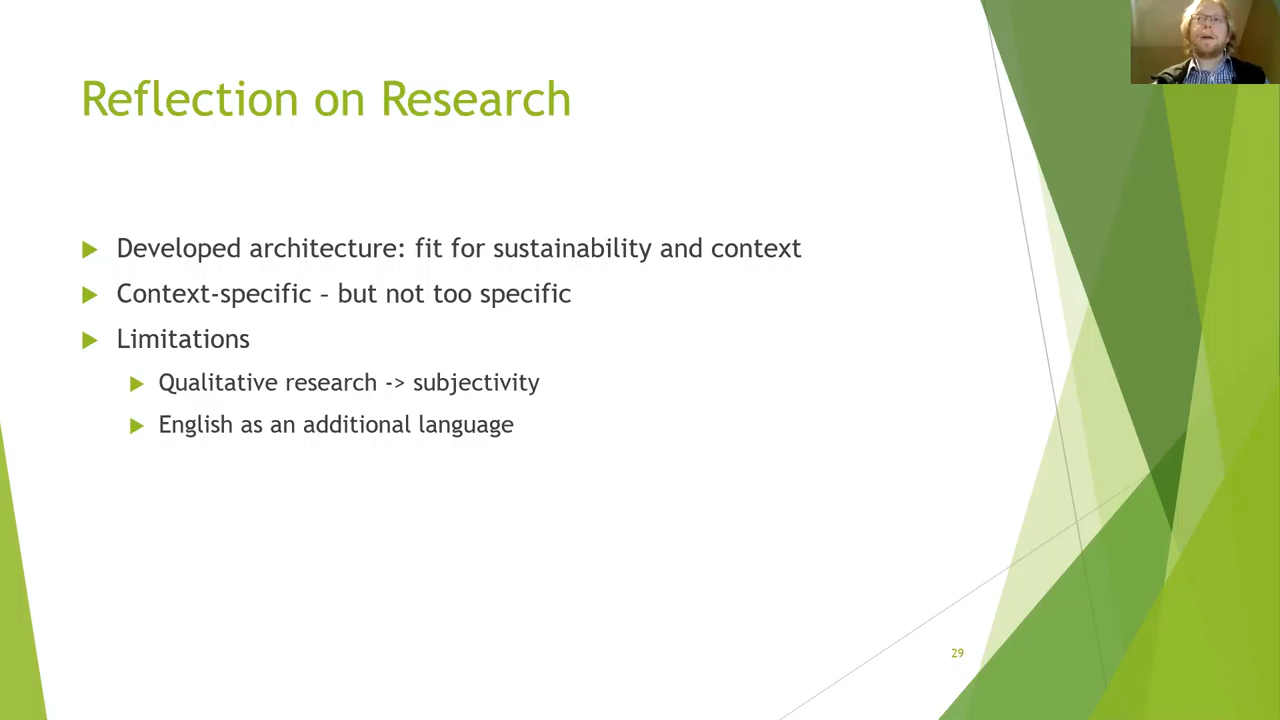 Reflection on Research
Developed architecture: fit for sustainability and context
Context-specific – but not too specific
Limitations
Qualitative research -> subjectivity
English as an additional language
29